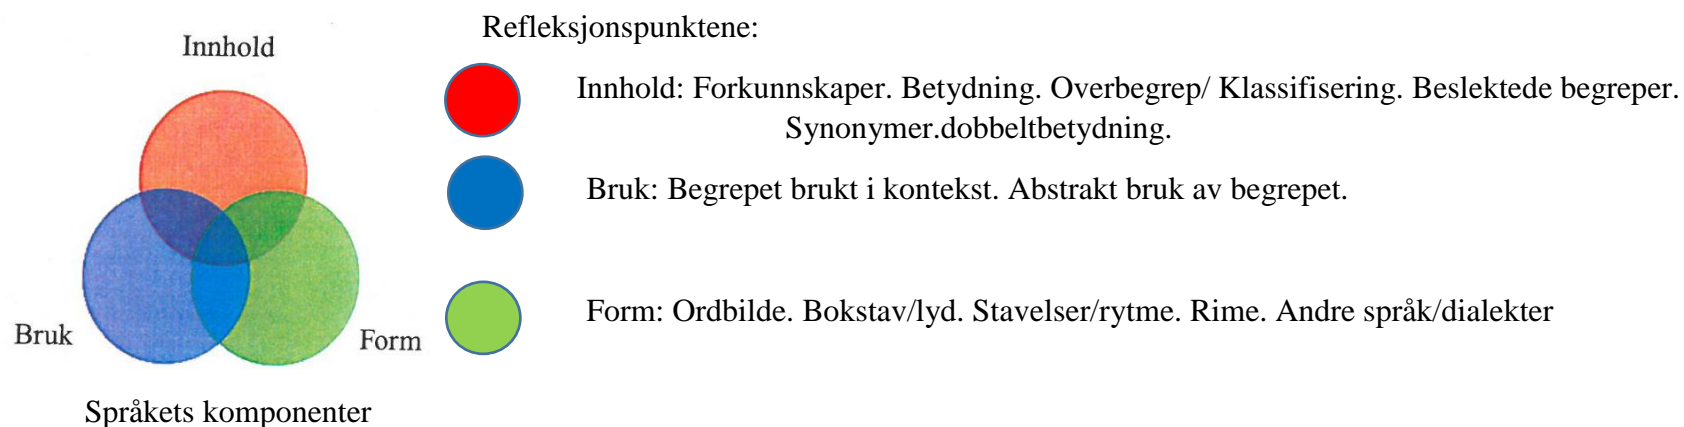 Innhold
Bruk
Form
Språkets komponenter
Refleksjonspunktene:
Innhold: Forkunnskaper. Betydning. Overbegrep/ Klassifisering. Beslektede begreper.
Synonymer.dobbeltbetydning.
Bruk: Begrepet brukt i kontekst. Abstrakt bruk av begrepet.
Form: Ordbilde. Bokstav/lyd. Stavelser/rytme. Rime. Andre språk/dialekter